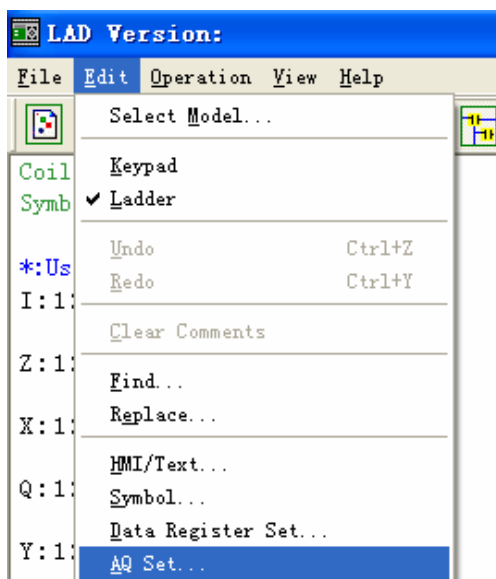 LAD Version:
File Edit Operation View Help
Select Model...
Coil
Keypad
Symb
✔ Ladder
Undo Ctrl+Z
*:Us
Redo Ctrl+Y
I:1
Clear Comments
Z:1
Find...
Replace...
X:1
HMI/Text...
Q:1
Symbol...
Data Register Set...
Y:1
AQ Set...